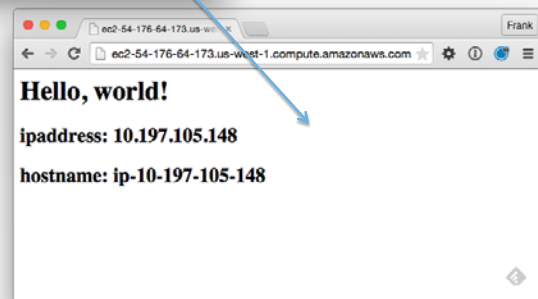 Frank
ec2-54-176-64-173.us-we
ec2-54-176-64-173.us-west-1.compute.amazonaws.com
Hello, world!
ipaddress: 10.197.105.148
hostname: ip-10-197-105-148